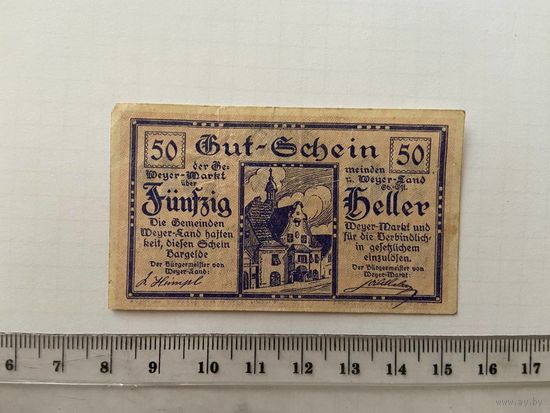 50 Gut-Schein 50
der Ge- meinden
Weyer-Markt u. Weyer-Land
über Ob.-Öst.
Fünfzig Heller
Die Gemeinden Weyer-Markt und
Weyer-Land haften für die Verbindlich-
keit, diesen Schein in gesetzlichem
Bargelde einzulösen.
Der Bürgermeister von Der Bürgermeister von
Weyer-Land: Weyer-Markt:
6 7 8 9 10 11 12 13 14 15 16 17
www.ay.by